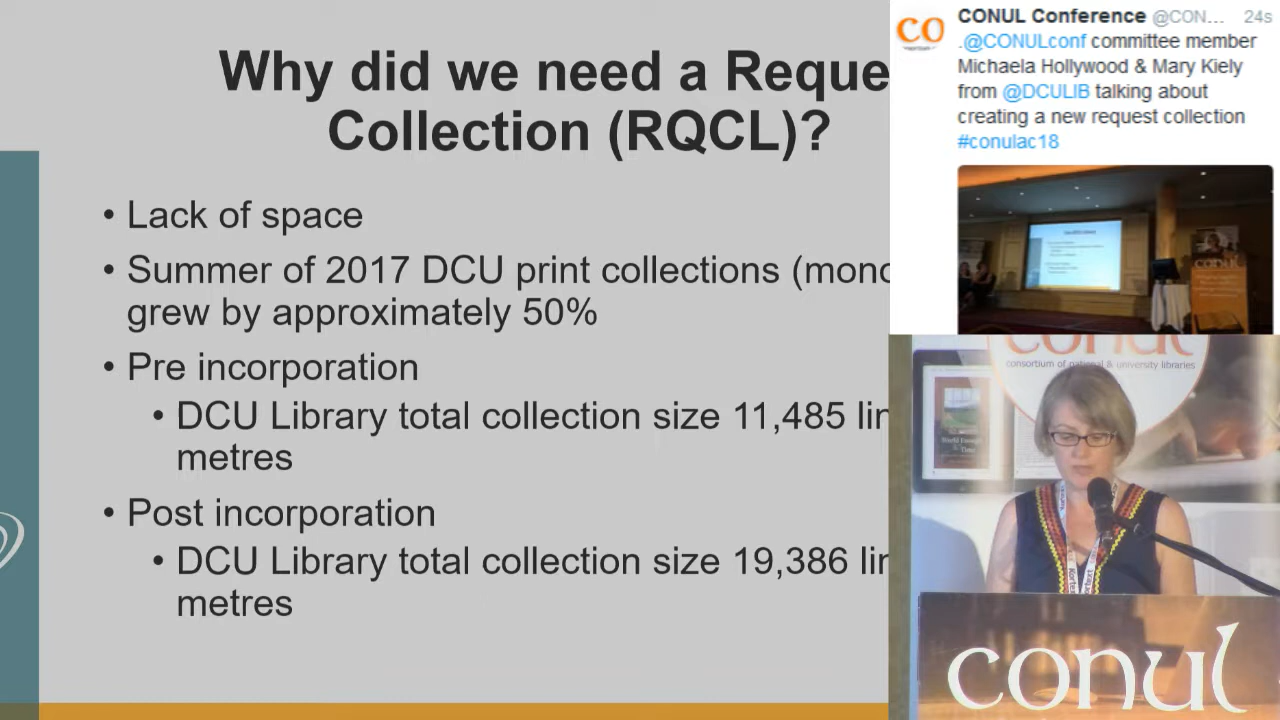 Why did we need a Reque
Collection (RQCL)?
• Lack of space
• Summer of 2017 DCU print collections (mono
grew by approximately 50%
• Pre incorporation
• DCU Library total collection size 11,485 lin
metres
• Post incorporation
• DCU Library total collection size 19,386 lin
metres
CO
CONUL Conference @CON... 24s
.@CONULconf committee member
Michaela Hollywood & Mary Kiely
from @DCULIB talking about
creating a new request collection
#conulac18
conul
conul
consortium of national & university libraries
conul